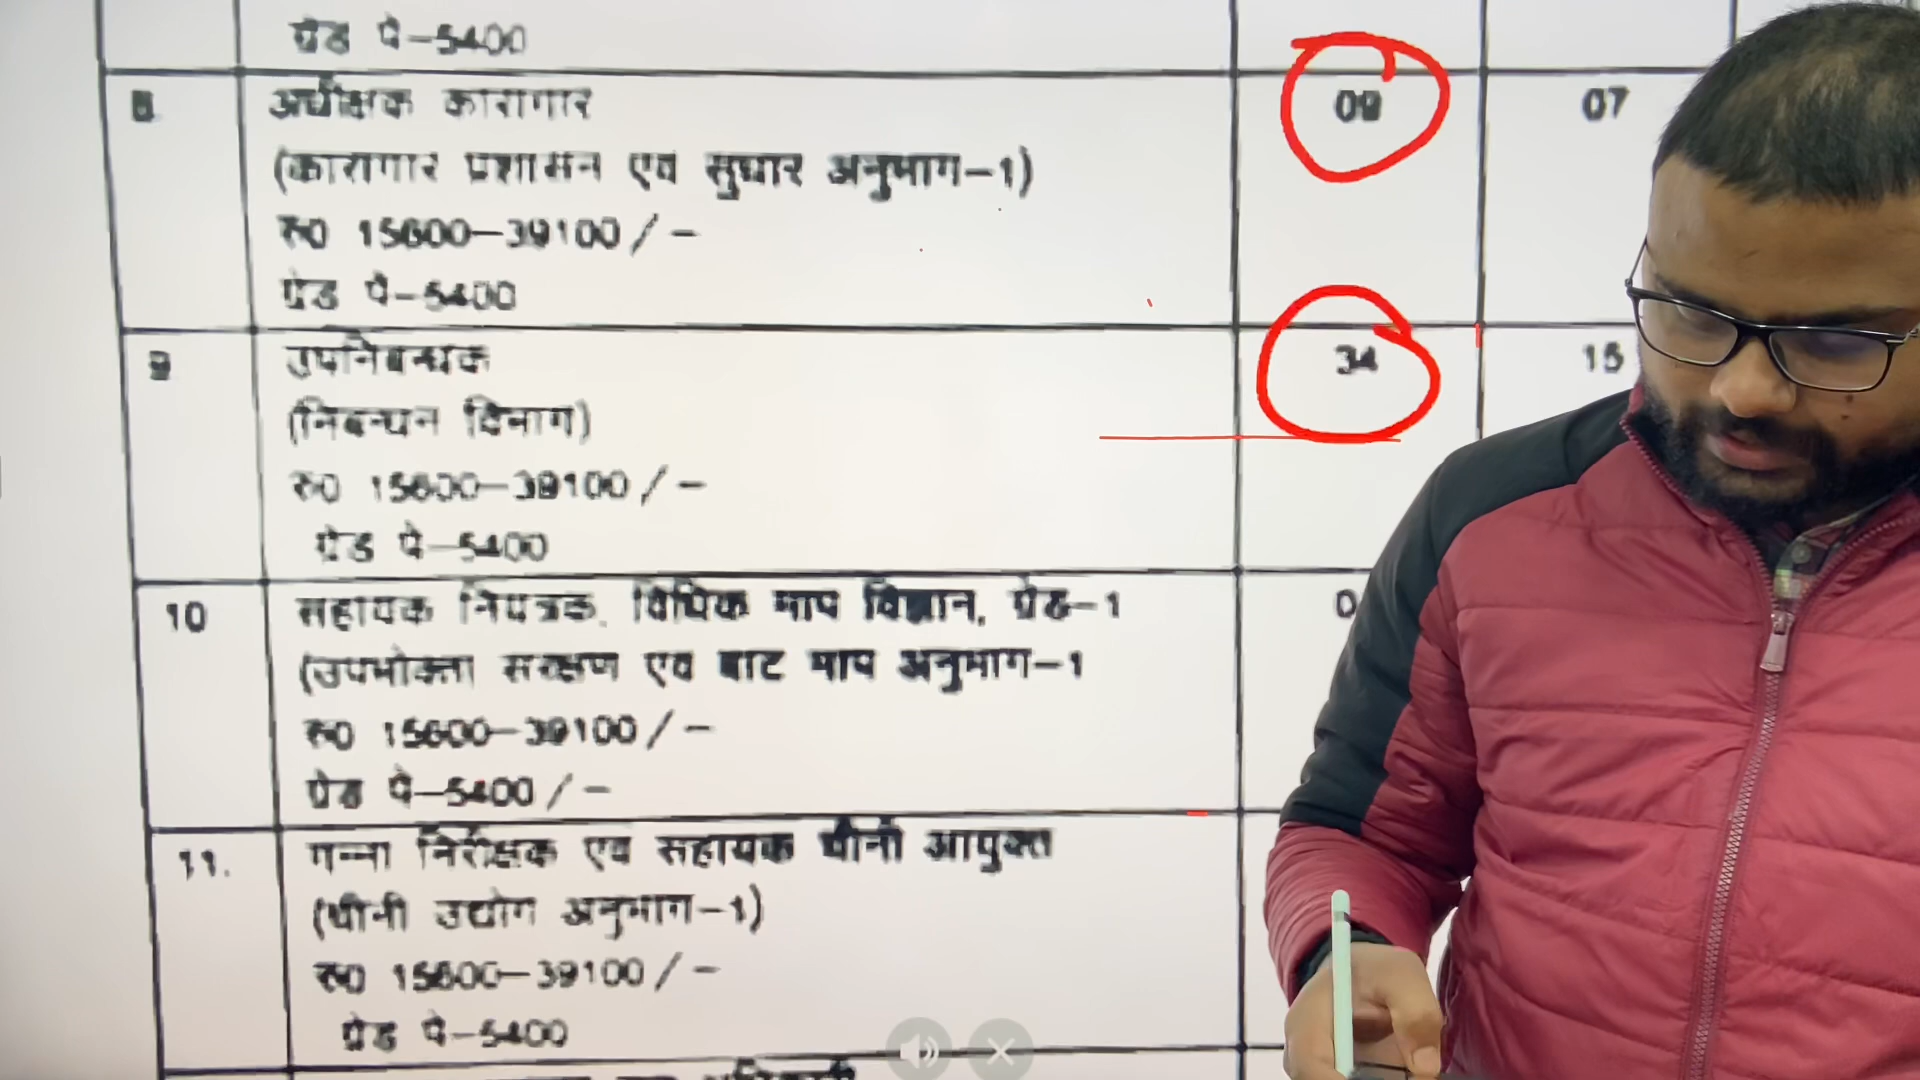 ग्रेड पे-5400
8 अधीक्षक कारागार 09 07
(कारागार प्रशासन एवं सुधार अनुभाग-1)
रू0 15600-39100/-
ग्रेड पे-5400
9 उपनिबन्धक 34 15
(निबन्धन विभाग)
रू0 15600-39100/-
ग्रेड पे-5400
10 सहायक नियंत्रक, विधिक माप विज्ञान, ग्रेड-1
(उपभोक्ता संरक्षण एवं बाट माप अनुभाग-1
रू0 15600-39100/-
ग्रेड पे-5400/-
11. गन्ना निरीक्षक एवं सहायक चीनी आयुक्त
(चीनी उद्योग अनुभाग-1)
रू0 15600-39100/-
ग्रेड पे-5400